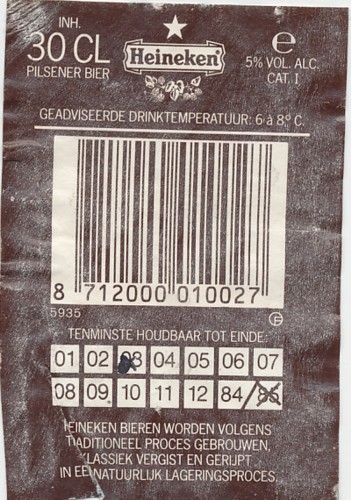 INH.
30 CL
PILSENER BIER
Heineken
e
5% VOL. ALC.
CAT. I
GEADVISEERDE DRINKTEMPERATUUR: 6 à 8° C.
8 712000 010027
5935
TENMINSTE HOUDBAAR TOT EINDE:
01 02 03 04 05 06 07
08 09 10 11 12 84 85
HEINEKEN BIEREN WORDEN VOLGENS
TRADITIONEEL PROCES GEBROUWEN,
KLASSIEK VERGIST EN GERIJPT
IN EE NATUURLIJK LAGERINGSPROCES.